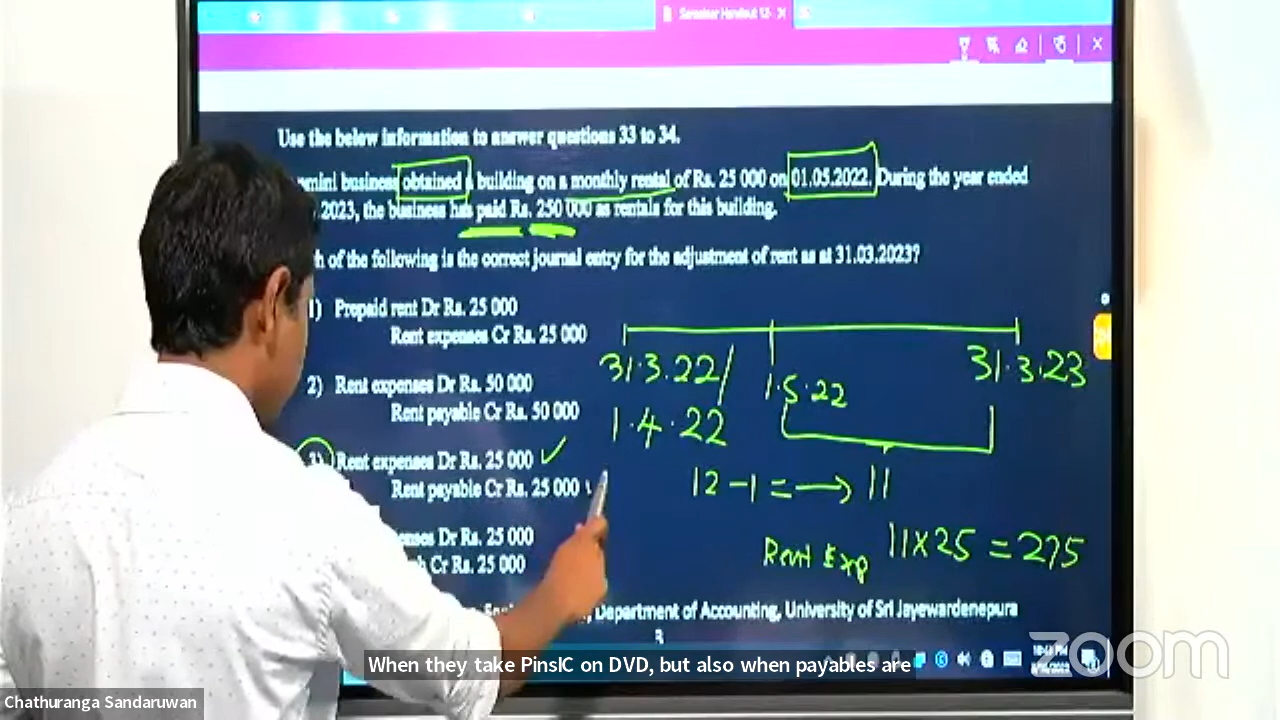 Seminar Handout 12-
Use the below information to answer questions 33 to 34.
mini business obtained a building on a monthly rental of Rs. 25 000 on 01.05.2022. During the year ended
2023, the business has paid Rs. 250 000 as rentals for this building.
h of the following is the correct journal entry for the adjustment of rent as at 31.03.2023?
1) Prepaid rent Dr Rs. 25 000
Rent expenses Cr Rs. 25 000
2) Rent expenses Dr Rs. 50 000
Rent payable Cr Rs. 50 000
3) Rent expenses Dr Rs. 25 000
Rent payable Cr Rs. 25 000
enses Dr Rs. 25 000
h Cr Rs. 25 000
31.3.22/
1.4.22
1.5.22
31.3.23
12 - 1 = → 11
Rent Exp 11 x 25 = 275
, Department of Accounting, University of Sri Jayewardenepura
3
When they take PinsIC on DVD, but also when payables are
zoom
Chathuranga Sandaruwan